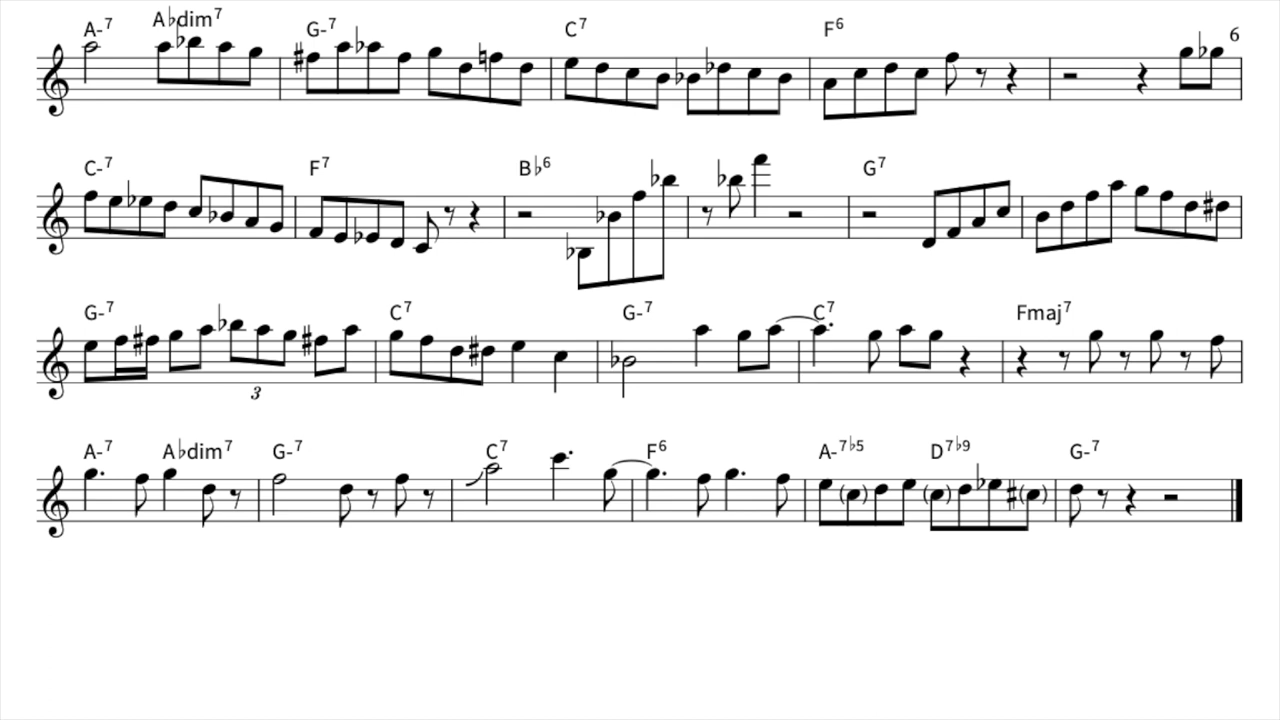 A-7 A♭dim7 G-7 C7 F6 6
C-7 F7 B♭6 G7
G-7 C7 G-7 C7 Fmaj7
3
A-7 A♭dim7 G-7 C7 F6 A-7♭5 D7♭9 G-7